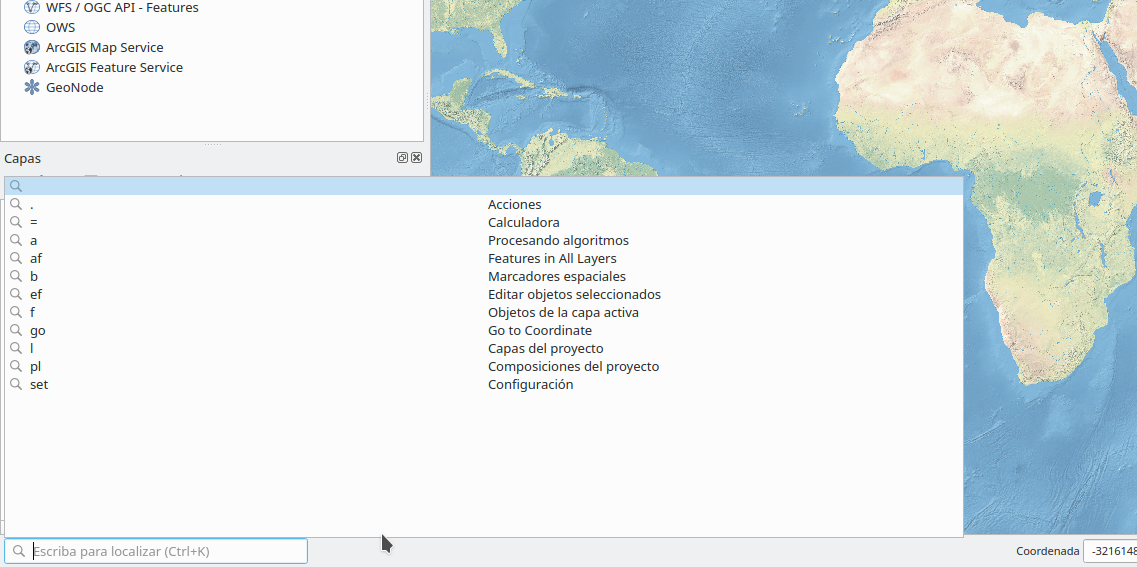 WFS / OGC API - Features
OWS
ArcGIS Map Service
ArcGIS Feature Service
GeoNode
Capas
. Acciones
= Calculadora
a Procesando algoritmos
af Features in All Layers
b Marcadores espaciales
ef Editar objetos seleccionados
f Objetos de la capa activa
go Go to Coordinate
l Capas del proyecto
pl Composiciones del proyecto
set Configuración
Escriba para localizar (Ctrl+K)
Coordenada -3216148